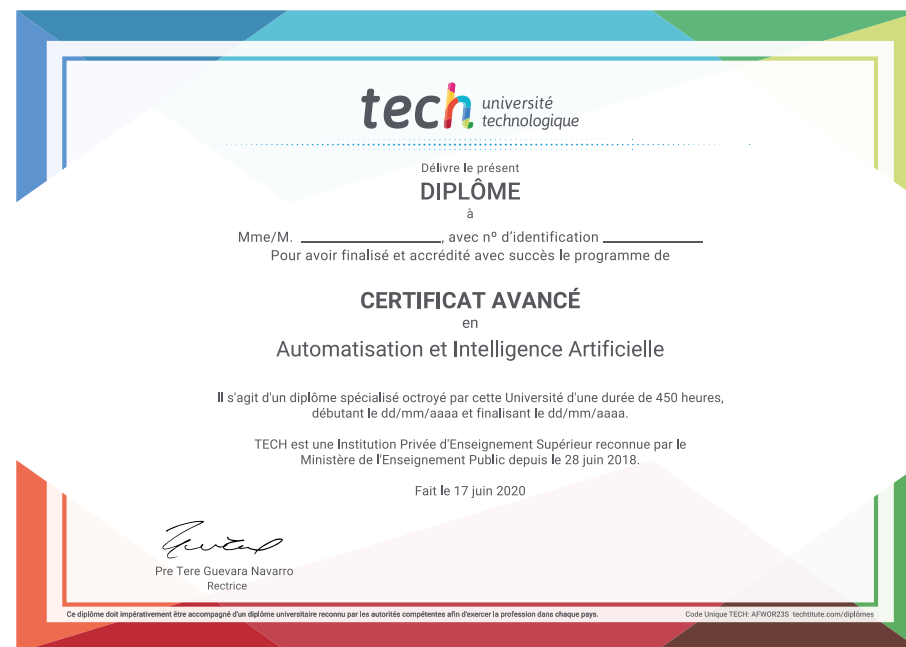 tech université
technologique
Délivre le présent
DIPLÔME
à
Mme/M. ____________________, avec nº d'identification ______________
Pour avoir finalisé et accrédité avec succès le programme de
CERTIFICAT AVANCÉ
en
Automatisation et Intelligence Artificielle
Il s'agit d'un diplôme spécialisé octroyé par cette Université d'une durée de 450 heures,
débutant le dd/mm/aaaa et finalisant le dd/mm/aaaa.
TECH est une Institution Privée d'Enseignement Supérieur reconnue par le
Ministère de l'Enseignement Public depuis le 28 juin 2018.
Fait le 17 juin 2020
Pre Tere Guevara Navarro
Rectrice
Ce diplôme doit impérativement être accompagné d'un diplôme universitaire reconnu par les autorités compétentes afin d'exercer la profession dans chaque pays.
Code Unique TECH: AFWOR23S techtitute.com/diplômes